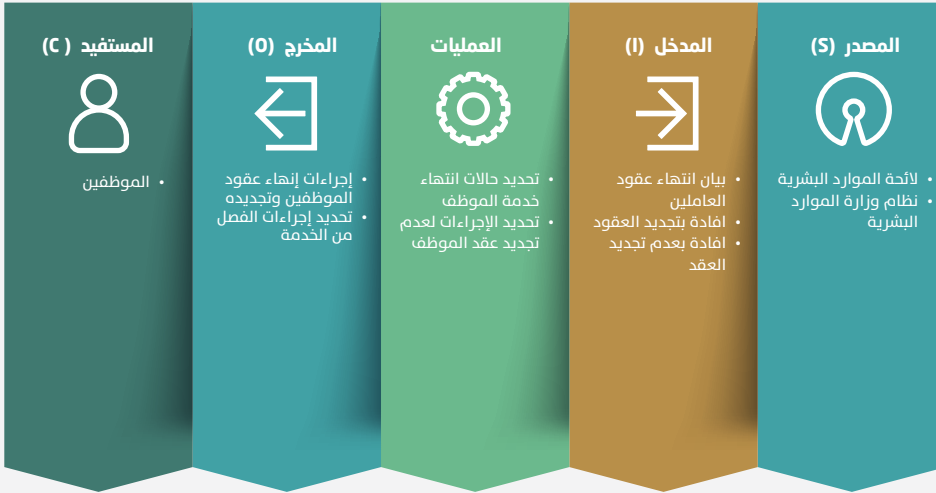 المصدر (S)
• لائحة الموارد البشرية
• نظام وزارة الموارد
البشرية
المدخل (I)
• بيان انتهاء عقود
العاملين
• افادة بتجديد العقود
• افادة بعدم تجديد
العقد
العمليات
• تحديد حالات انتهاء
خدمة الموظف
• تحديد الإجراءات لعدم
تجديد عقد الموظف
المخرج (O)
• إجراءات إنهاء عقود
الموظفين وتجديده
• تحديد إجراءات الفصل
من الخدمة
المستفيد ( C)
• الموظفين